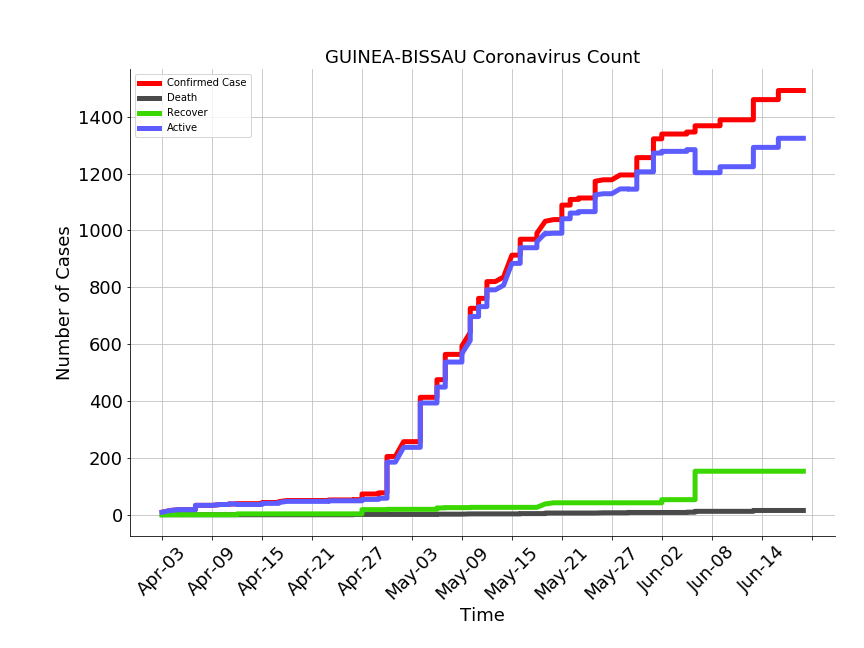 GUINEA-BISSAU Coronavirus Count
Confirmed Case
Death
Recover
Active
Number of Cases
1400
1200
1000
800
600
400
200
0
Apr-03
Apr-09
Apr-15
Apr-21
Apr-27
May-03
May-09
May-15
May-21
May-27
Jun-02
Jun-08
Jun-14
Time